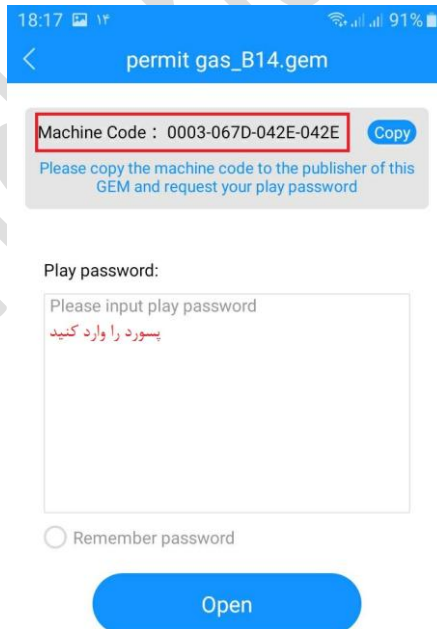 18:17 ۱۴ 91%
permit gas_B14.gem
Machine Code : 0003-067D-042E-042E Copy
Please copy the machine code to the publisher of this
GEM and request your play password
Play password:
Please input play password
پسورد را وارد کنید
Remember password
Open